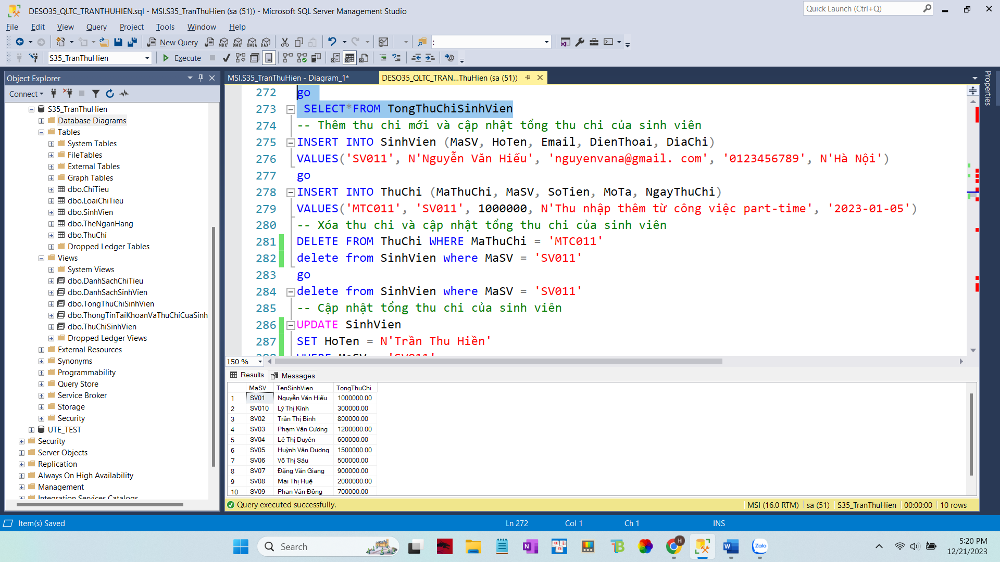 DESO35_QLTC_TRANTHUHIEN.sql - MSI.S35_TranThuHien (sa (51)) - Microsoft SQL Server Management Studio
Quick Launch (Ctrl+Q)
File Edit View Query Project Tools Window Help
New Query MDX DMX XMLA DAX :
S35_TranThuHien Execute
Object Explorer
Connect
S35_TranThuHien
Database Diagrams
Tables
System Tables
FileTables
External Tables
Graph Tables
dbo.ChiTieu
dbo.LoaiChiTieu
dbo.SinhVien
dbo.TheNganHang
dbo.ThuChi
Dropped Ledger Tables
Views
System Views
dbo.DanhSachChiTieu
dbo.DanhSachSinhVien
dbo.TongThuChiSinhVien
dbo.ThongTinTaiKhoanVaThuChiCuaSinh
dbo.ThuChiSinhVien
Dropped Ledger Views
External Resources
Synonyms
Programmability
Query Store
Service Broker
Storage
Security
UTE_TEST
Security
Server Objects
Replication
Always On High Availability
Management
Integration Services Catalogs
MSI.S35_TranThuHien - Diagram_1* DESO35_QLTC_TRAN...ThuHien (sa (51))
Properties
272 go
273 SELECT*FROM TongThuChiSinhVien
274 -- Thêm thu chi mới và cập nhật tổng thu chi của sinh viên
275 INSERT INTO SinhVien (MaSV, HoTen, Email, DienThoai, DiaChi)
276 VALUES('SV011', N'Nguyễn Văn Hiếu', 'nguyenvana@gmail. com', '0123456789', N'Hà Nội')
277 go
278 INSERT INTO ThuChi (MaThuChi, MaSV, SoTien, MoTa, NgayThuChi)
279 VALUES('MTC011', 'SV011', 1000000, N'Thu nhập thêm từ công việc part-time', '2023-01-05')
280 -- Xóa thu chi và cập nhật tổng thu chi của sinh viên
281 DELETE FROM ThuChi WHERE MaThuChi = 'MTC011'
282 delete from SinhVien where MaSV = 'SV011'
283 go
284 delete from SinhVien where MaSV = 'SV011'
285 -- Cập nhật tổng thu chi của sinh viên
286 UPDATE SinhVien
287 SET HoTen = N'Trần Thu Hiền'
288 WHERE MaSV = 'SV011'
150 %
Results Messages
MaSV TenSinhVien TongThuChi
1 SV01 Nguyễn Văn Hiếu 1000000.00
2 SV010 Lý Thị Kính 300000.00
3 SV02 Trần Thị Bình 800000.00
4 SV03 Phạm Văn Cương 1200000.00
5 SV04 Lê Thị Duyên 600000.00
6 SV05 Huỳnh Văn Dương 1500000.00
7 SV06 Võ Thị Sáu 500000.00
8 SV07 Đặng Văn Giang 900000.00
9 SV08 Mai Thị Huệ 2000000.00
10 SV09 Phan Văn Đồng 700000.00
Query executed successfully. MSI (16.0 RTM) sa (51) S35_TranThuHien 00:00:00 10 rows
Item(s) Saved Ln 272 Col 1 Ch 1 INS
Search
Zalo
5:20 PM
12/21/2023